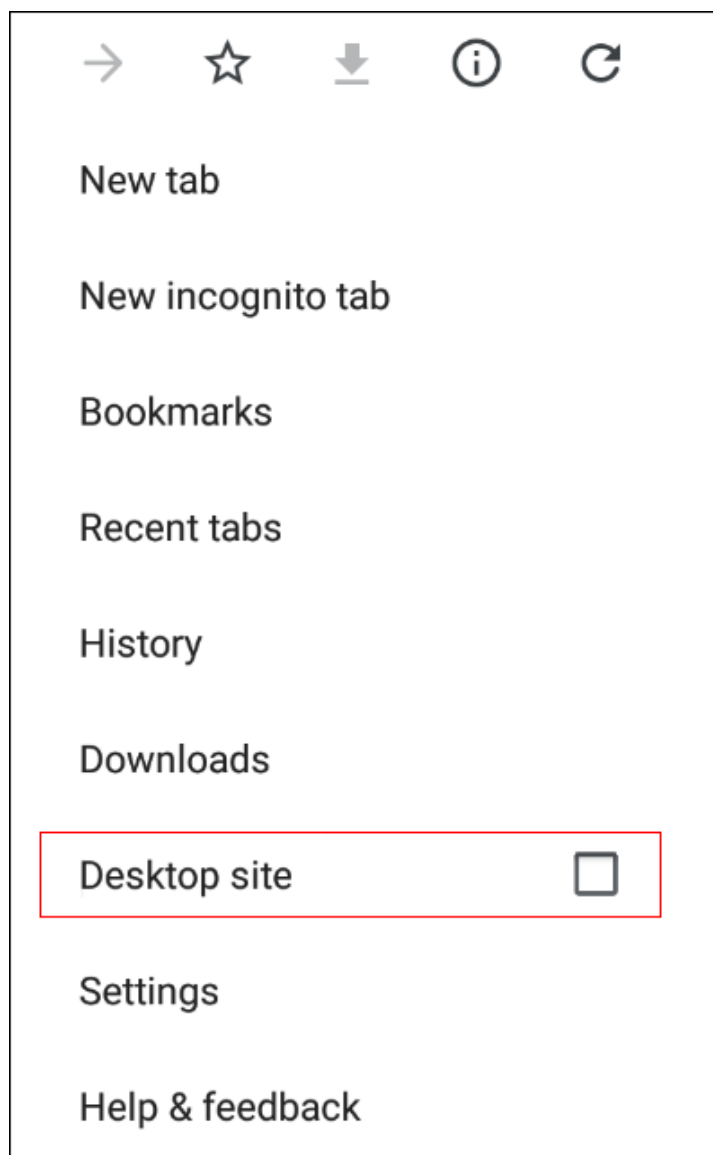 New tab
New incognito tab
Bookmarks
Recent tabs
History
Downloads
Desktop site
Settings
Help & feedback